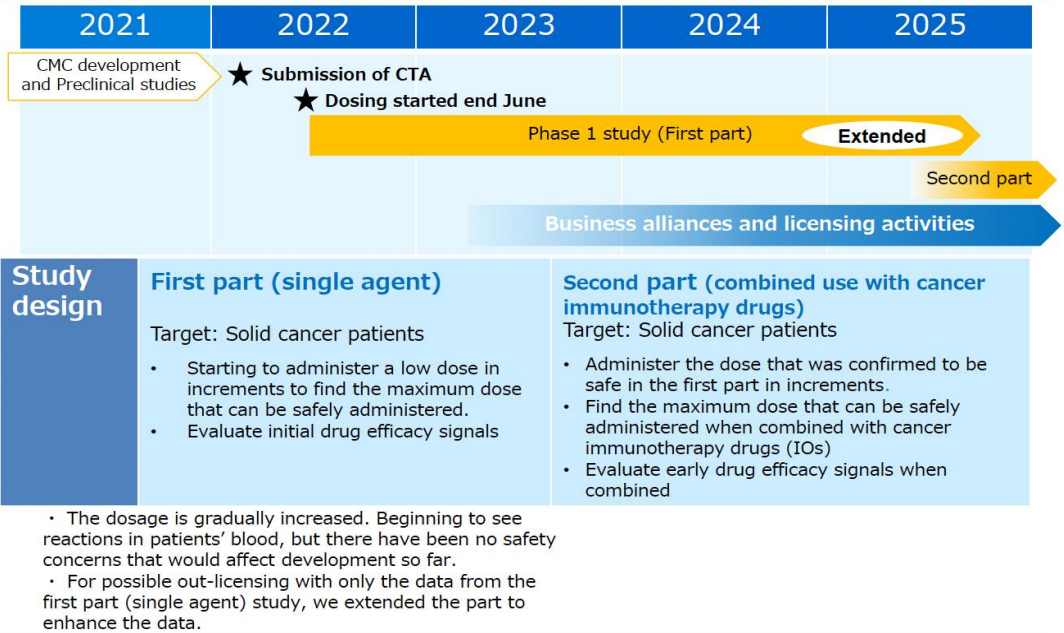 2021
2022
2023
2024
2025
CMC development
and Preclinical studies
★ Submission of CTA
★ Dosing started end June
Phase 1 study (First part)
Extended
Second part
Business alliances and licensing activities
Study
design
First part (single agent)
Target: Solid cancer patients
• Starting to administer a low dose in
increments to find the maximum dose
that can be safely administered.
• Evaluate initial drug efficacy signals
Second part (combined use with cancer
immunotherapy drugs)
Target: Solid cancer patients
• Administer the dose that was confirmed to be
safe in the first part in increments.
• Find the maximum dose that can be safely
administered when combined with cancer
immunotherapy drugs (IOs)
• Evaluate early drug efficacy signals when
combined
・ The dosage is gradually increased. Beginning to see
reactions in patients’ blood, but there have been no safety
concerns that would affect development so far.
・ For possible out-licensing with only the data from the
first part (single agent) study, we extended the part to
enhance the data.